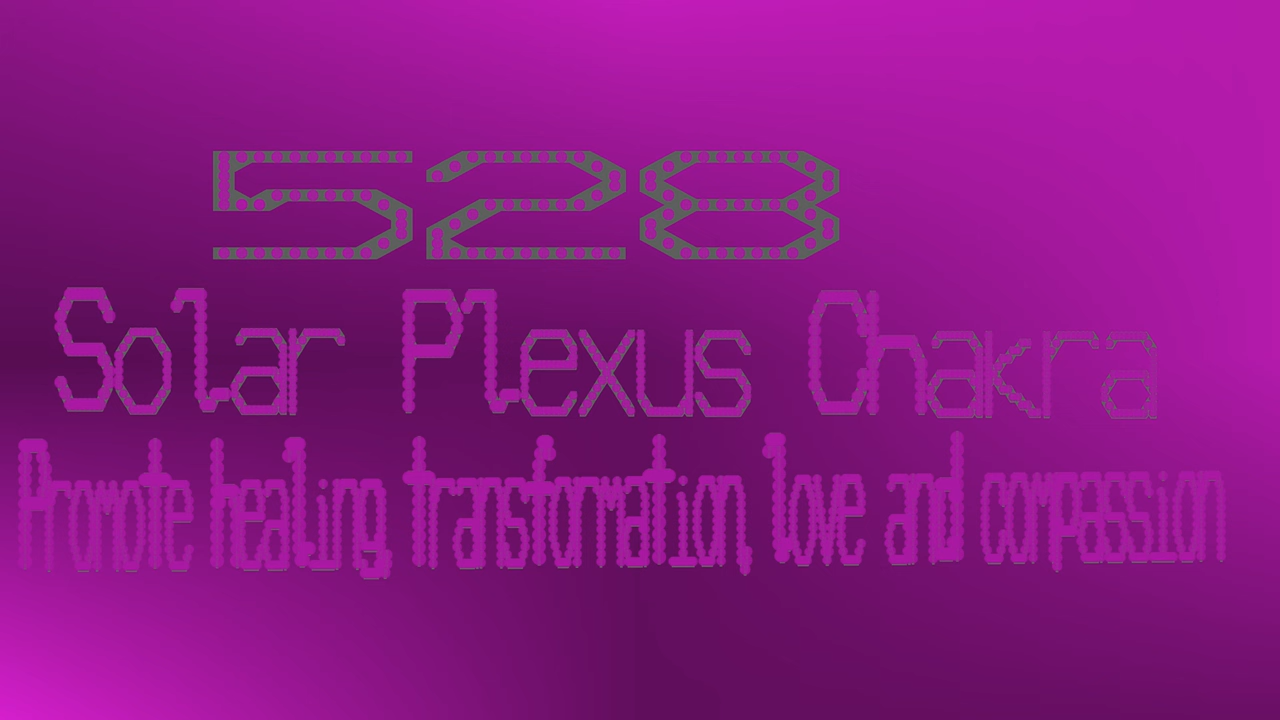 528
Solar Plexus Chakra
Promote healing transformation, love and compassion